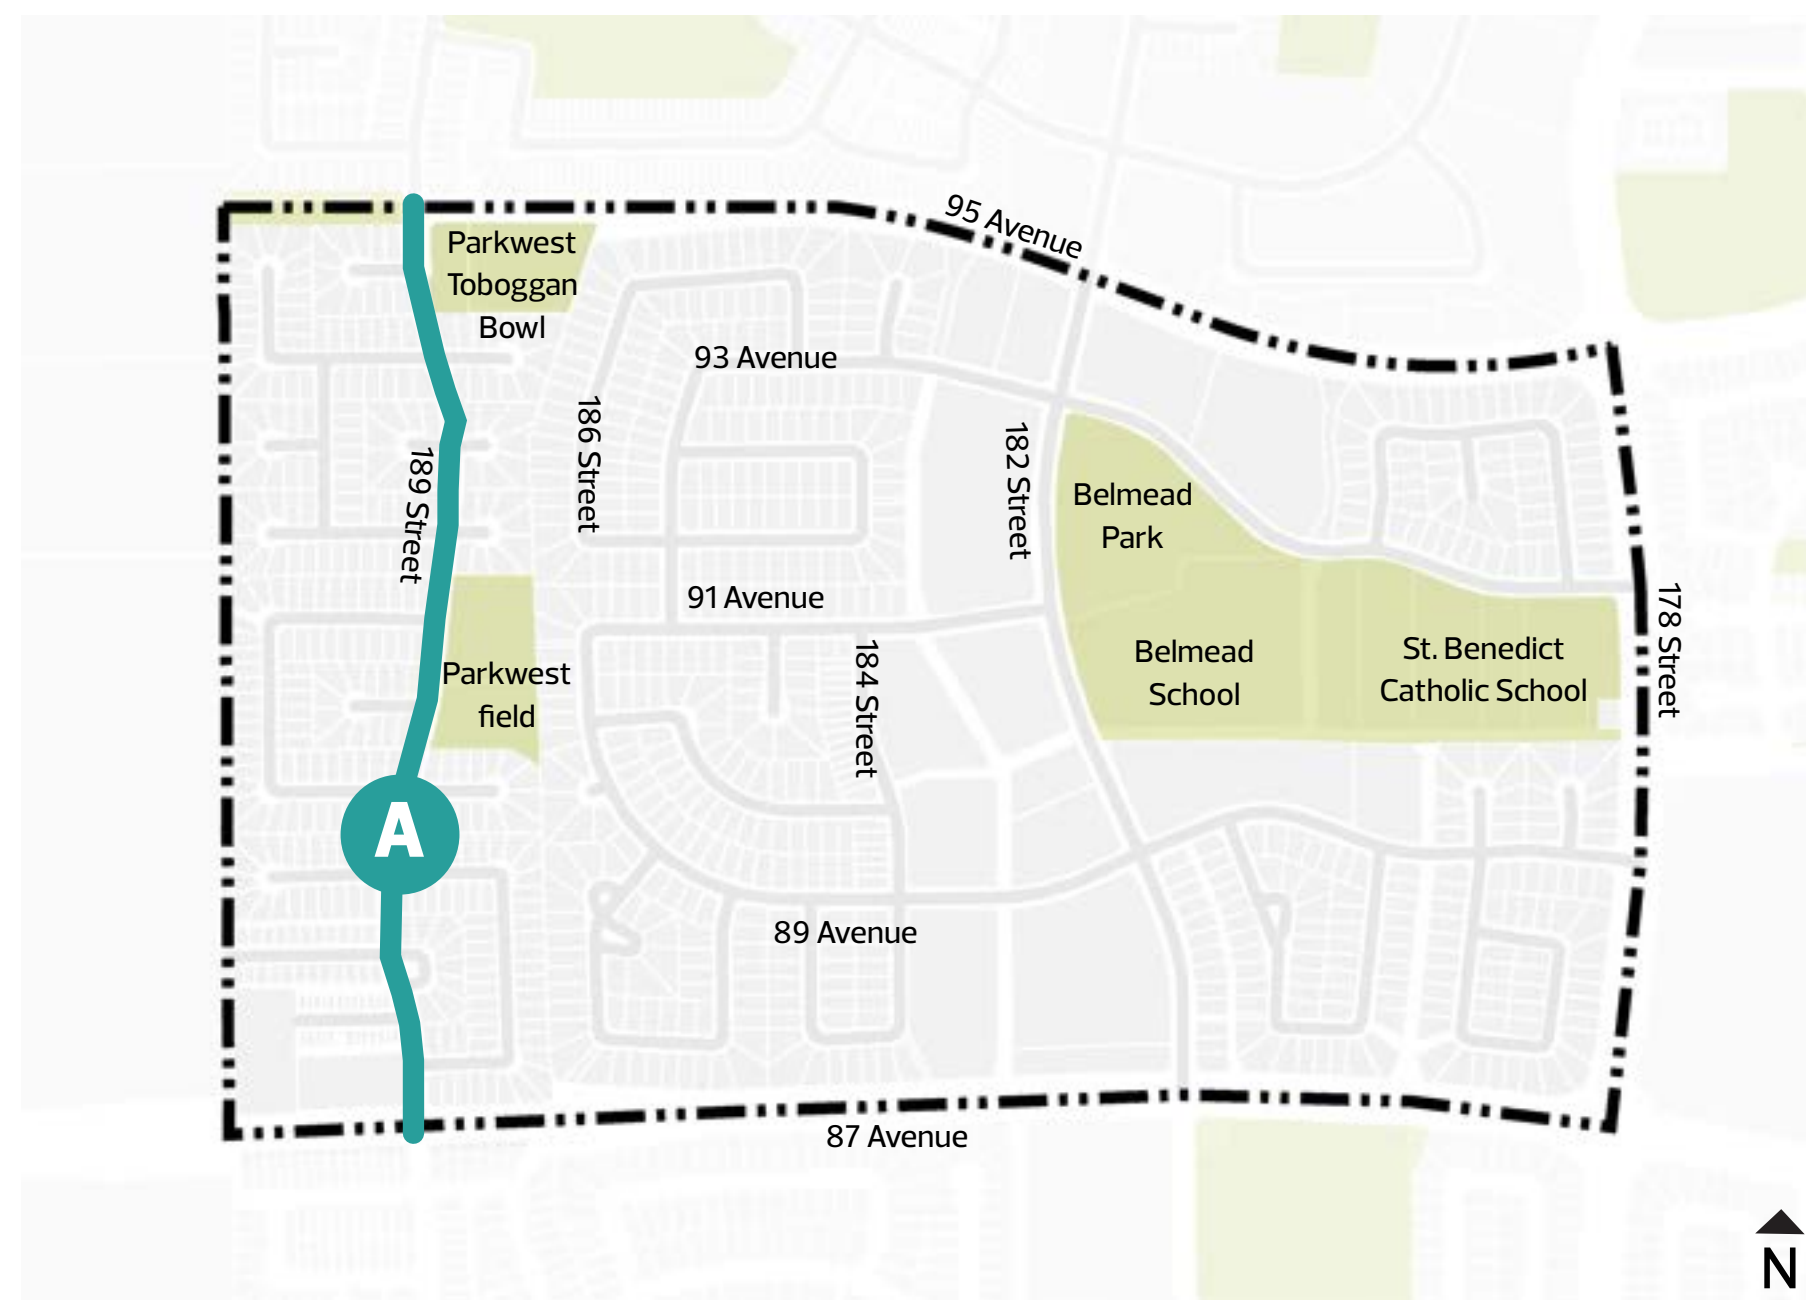 95 Avenue
Parkwest
Toboggan
Bowl
93 Avenue
186 Street
182 Street
189 Street
Belmead
Park
91 Avenue
178 Street
184 Street
Belmead
School
St. Benedict
Catholic School
Parkwest
field
A
89 Avenue
87 Avenue
N